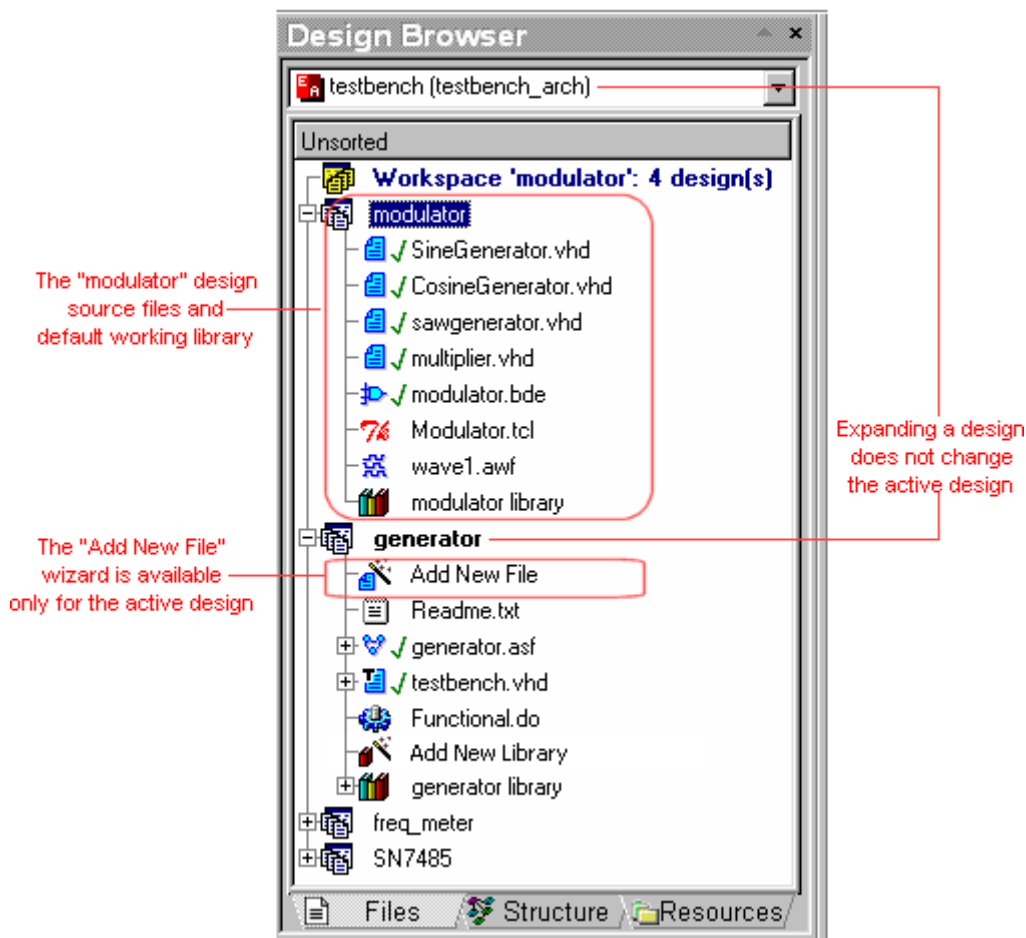 Design Browser
testbench (testbench_arch)
Unsorted
Workspace 'modulator': 4 design(s)
modulator
SineGenerator.vhd
CosineGenerator.vhd
sawgenerator.vhd
multiplier.vhd
modulator.bde
Modulator.tcl
wave1.awf
modulator library
generator
Add New File
Readme.txt
generator.asf
testbench.vhd
Functional.do
Add New Library
generator library
freq_meter
SN7485
Files
Structure
Resources
The "modulator" design
source files and
default working library
The "Add New File"
wizard is available
only for the active design
Expanding a design
does not change
the active design